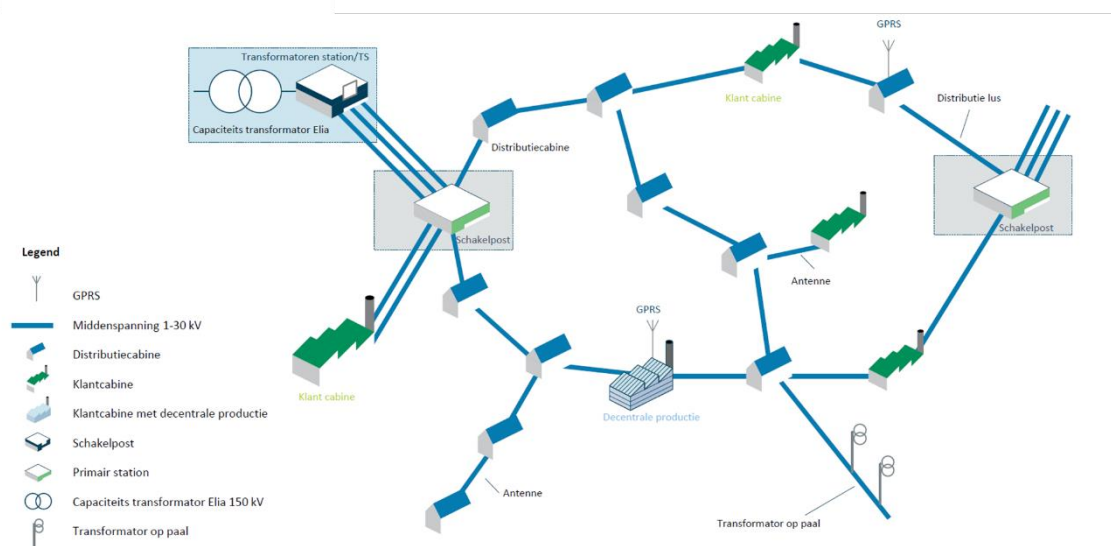 GPRS
Transformatoren station/TS
Capaciteits transformator Elia
Klant cabine
Distributie lus
Distributiecabine
Schakelpost
Schakelpost
Antenne
GPRS
Klant cabine
Decentrale productie
Antenne
Transformator op paal
Legend
GPRS
Middenspanning 1-30 kV
Distributiecabine
Klantcabine
Klantcabine met decentrale productie
Schakelpost
Primair station
Capaciteits transformator Elia 150 kV
Transformator op paal